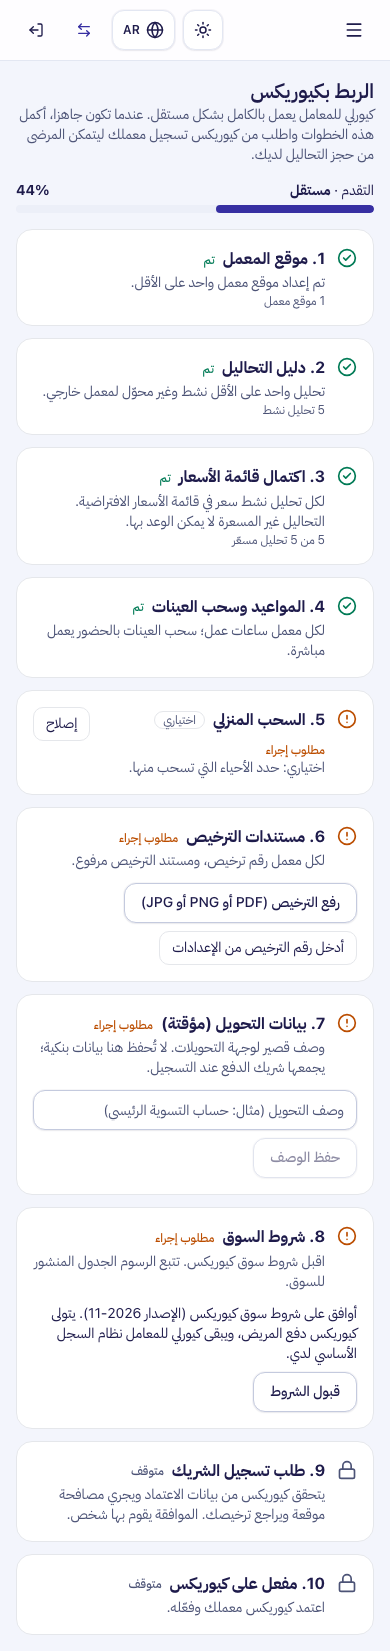 AR
الربط بكيوريكس
كيورلي للمعامل يعمل بالكامل بشكل مستقل. عندما تكون جاهزا، أكمل
هذه الخطوات واطلب من كيوريكس تسجيل معملك ليتمكن المرضى
من حجز التحاليل لديك.
التقدم · مستقل
44%
1. موقع المعمل تم
تم إعداد موقع معمل واحد على الأقل.
1 موقع معمل
2. دليل التحاليل تم
تحليل واحد على الأقل نشط وغير محوّل لمعمل خارجي.
5 تحليل نشط
3. اكتمال قائمة الأسعار تم
لكل تحليل نشط سعر في قائمة الأسعار الافتراضية.
التحاليل غير المسعرة لا يمكن الوعد بها.
5 من 5 تحليل مسعّر
4. المواعيد وسحب العينات تم
لكل معمل ساعات عمل؛ سحب العينات بالحضور يعمل
مباشرة.
5. السحب المنزلي اختياري
إصلاح
مطلوب إجراء
اختياري: حدد الأحياء التي تسحب منها.
6. مستندات الترخيص مطلوب إجراء
لكل معمل رقم ترخيص، ومستند الترخيص مرفوع.
رفع الترخيص (PDF أو PNG أو JPG)
أدخل رقم الترخيص من الإعدادات
7. بيانات التحويل (مؤقتة) مطلوب إجراء
وصف قصير لوجهة التحويلات. لا تُحفظ هنا بيانات بنكية؛
يجمعها شريك الدفع عند التسجيل.
وصف التحويل (مثال: حساب التسوية الرئيسي)
حفظ الوصف
8. شروط السوق مطلوب إجراء
اقبل شروط سوق كيوريكس. تتبع الرسوم الجدول المنشور
للسوق.
أوافق على شروط سوق كيوريكس (الإصدار 2026-11). يتولى
كيوريكس دفع المريض، ويبقى كيورلي للمعامل نظام السجل
الأساسي لدي.
قبول الشروط
9. طلب تسجيل الشريك متوقف
يتحقق كيوريكس من بيانات الاعتماد ويجري مصافحة
موقعة ويراجع ترخيصك. الموافقة يقوم بها شخص.
10. مفعل على كيوريكس متوقف
اعتمد كيوريكس معملك وفعّله.